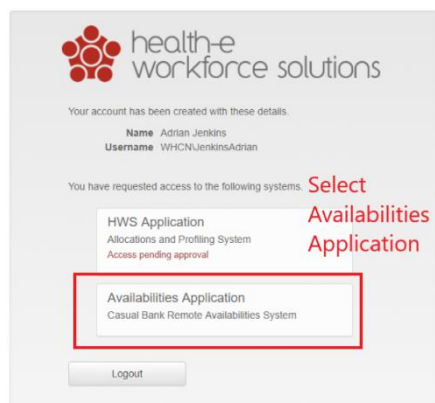 health-e
workforce solutions
Your account has been created with these details.
Name Adrian Jenkins
Username WHCN\JenkinsAdrian
You have requested access to the following systems.
Select
Availabilities
Application
HWS Application
Allocations and Profiling System
Access pending approval
Availabilities Application
Casual Bank Remote Availabilities System
Logout